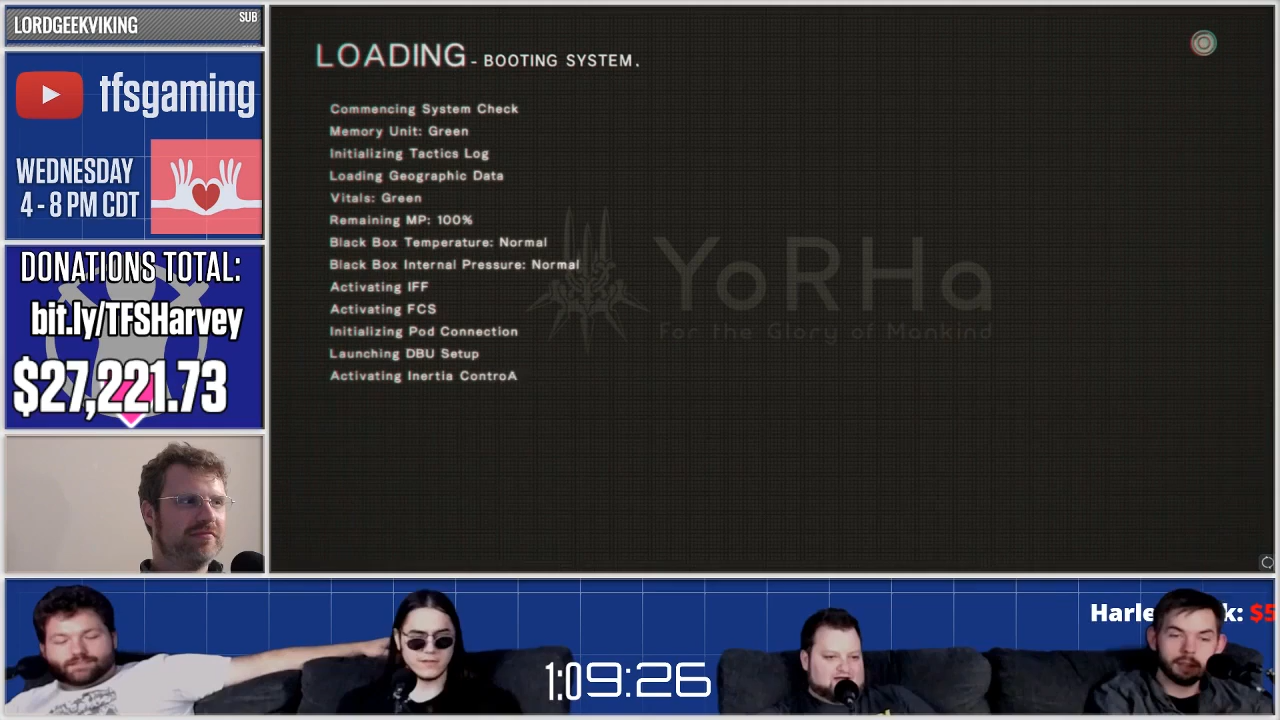 LORDGEEKVIKING
SUB
tfsgaming
WEDNESDAY
4 - 8 PM CDT
DONATIONS TOTAL:
bit.ly/TFSHarvey
$27,221.73
LOADING - BOOTING SYSTEM.
Commencing System Check
Memory Unit: Green
Initializing Tactics Log
Loading Geographic Data
Vitals: Green
Remaining MP: 100%
Black Box Temperature: Normal
Black Box Internal Pressure: Normal
Activating IFF
Activating FCS
Initializing Pod Connection
Launching DBU Setup
Activating Inertia ControA
YoRHa
For the Glory of Mankind
1:09:26